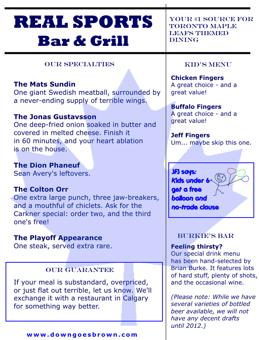 REAL SPORTS
Bar & Grill
YOUR #1 SOURCE FOR
TORONTO MAPLE
LEAFS THEMED
DINING
OUR SPECIALTIES
The Mats Sundin
One giant Swedish meatball, surrounded by
a never-ending supply of terrible wings.
The Jonas Gustavsson
One deep-fried onion soaked in butter and
covered in melted cheese. Finish it
in 60 minutes, and your heart ablation
is on the house.
The Dion Phaneuf
Sean Avery's leftovers.
The Colton Orr
One extra large punch, three jaw-breakers,
and a mouthful of chiclets. Ask for the
Carkner special: order two, and the third
one's free!
The Playoff Appearance
One steak, served extra rare.
OUR GUARANTEE
If your meal is substandard, overpriced,
or just flat out terrible, let us know. We'll
exchange it with a restaurant in Calgary
for something way better.
www.downgoesbrown.com
KID'S MENU
Chicken Fingers
A great choice - and a
great value!
Buffalo Fingers
A great choice - and a
great value!
Jeff Fingers
Um... maybe skip this one.
JFJ says:
Kids under 6
get a free
balloon and
no-trade clause
BURKIE'S BAR
Feeling thirsty?
Our special drink menu
has been hand-selected by
Brian Burke. It features lots
of hard stuff, plenty of shots,
and the occasional wine.
(Please note: While we have
several varieties of bottled
beer available, we will not
have any decent drafts
until 2012.)